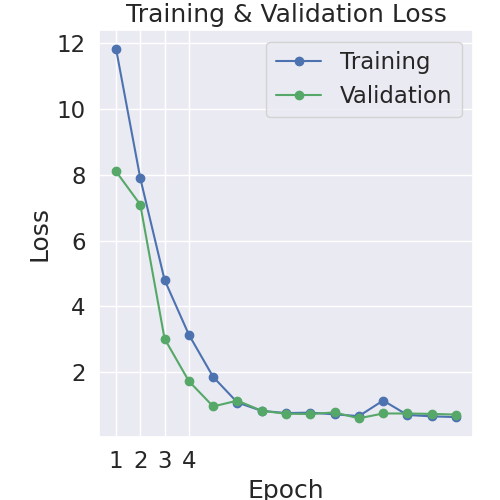 Training & Validation Loss
12
10
8
6
4
2
Loss
Training
Validation
1 2 3 4
Epoch